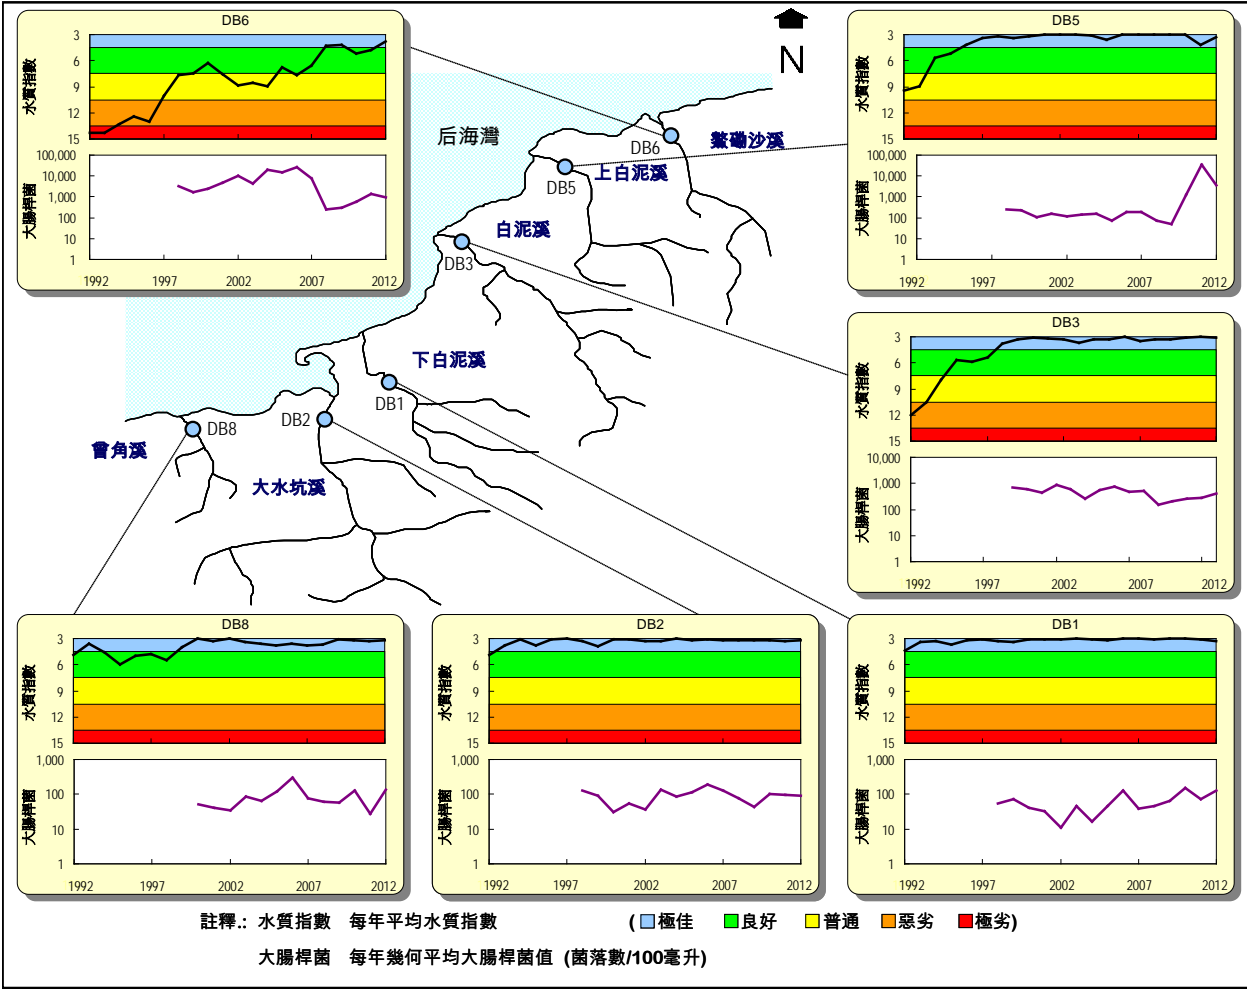 DB6
水質指數
3
6
9
12
15
大腸桿菌
100,000
10,000
1,000
100
10
1
1992 1997 2002 2007 2012
N
DB5
水質指數
3
6
9
12
15
大腸桿菌
100,000
10,000
1,000
100
10
1
1992 1997 2002 2007 2012
后海灣
鰲磡沙溪
DB6
上白泥溪
DB5
白泥溪
DB3
下白泥溪
DB1
DB2
DB8
曾角溪
大水坑溪
DB3
水質指數
3
6
9
12
15
大腸桿菌
10,000
1,000
100
10
1
1992 1997 2002 2007 2012
DB8
水質指數
3
6
9
12
15
大腸桿菌
1,000
100
10
1
1992 1997 2002 2007 2012
DB2
水質指數
3
6
9
12
15
大腸桿菌
1,000
100
10
1
1992 1997 2002 2007 2012
DB1
水質指數
3
6
9
12
15
大腸桿菌
1,000
100
10
1
1992 1997 2002 2007 2012
註釋.: 水質指數 每年平均水質指數 ( 極佳 良好 普通 惡劣 極劣)
大腸桿菌 每年幾何平均大腸桿菌值 (菌落數/100毫升)